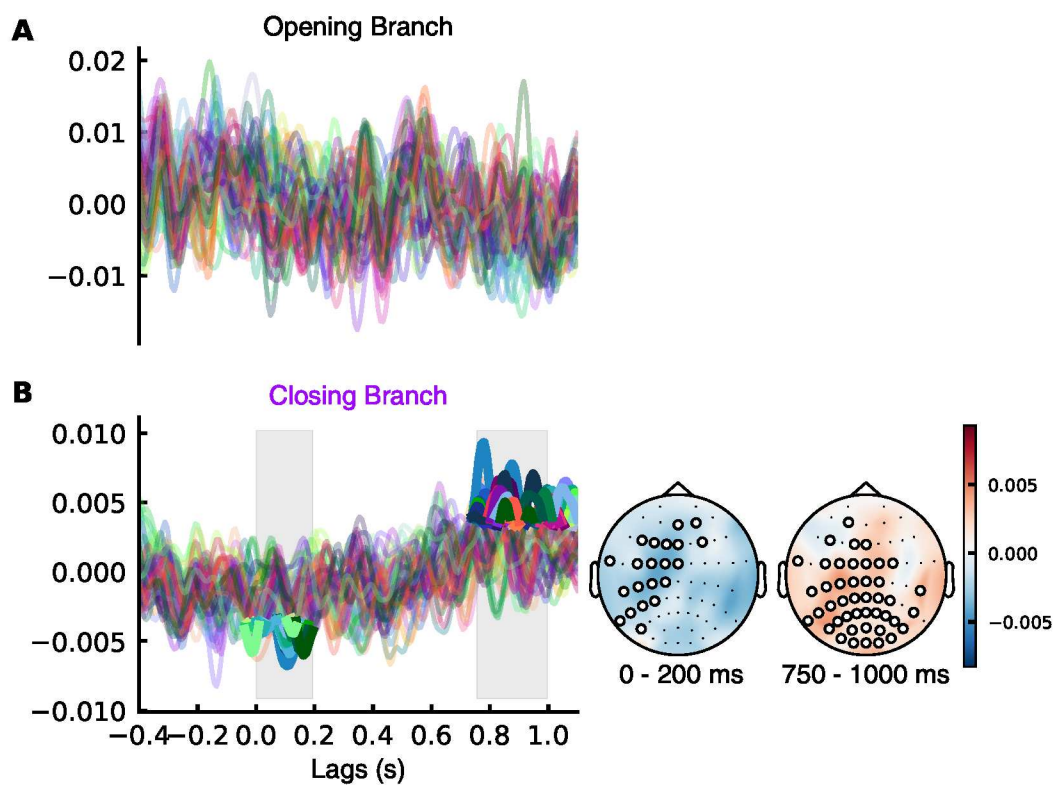 A
Opening Branch
0.02
0.01
0.00
−0.01
B
Closing Branch
0.010
0.005
0.000
−0.005
−0.010
−0.4 −0.2 0.0 0.2 0.4 0.6 0.8 1.0
Lags (s)
0.005
0.000
−0.005
0 - 200 ms
750 - 1000 ms